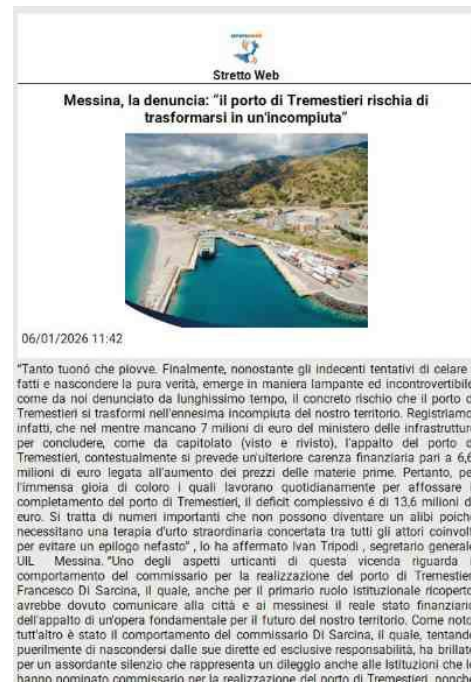 strettoweb
Stretto Web
Messina, la denuncia: "il porto di Tremestieri rischia di
trasformarsi in un'incompiuta"
06/01/2026 11:42
"Tanto tuonó che piovve. Finalmente, nonostante gli indecenti tentativi di celare
fatti e nascondere la pura verità, emerge in maniera lampante ed incontrovertibile
come da noi denunciato da lunghissimo tempo, il concreto rischio che il porto d
Tremestieri si trasformi nell'ennesima incompiuta del nostro territorio. Registriamo
infatti, che nel mentre mancano 7 milioni di euro del ministero delle infrastruttur
per concludere, come da capitolato (visto e rivisto), l'appalto del porto d
Tremestieri, contestualmente si prevede un'ulteriore carenza finanziaria pari a 6,6
milioni di euro legata all'aumento dei prezzi delle materie prime. Pertanto, pe
l'immensa gioia di coloro i quali lavorano quotidianamente per affossare i
completamento del porto di Tremestieri, il deficit complessivo é di 13,6 milioni d
euro. Si tratta di numeri importanti che non possono diventare un alibi poich
necessitano una terapia d'urto straordinaria concertata tra tutti gli attori coinvolt
per evitare un epilogo nefasto" , lo ha affermato Ivan Tripodi , segretario general
UIL Messina. "Uno degli aspetti urticanti di questa vicenda riguarda i
comportamento del commissario per la realizzazione del porto di Tremestier
Francesco Di Sarcina, il quale, anche per il primario ruolo istituzionale ricoperto
avrebbe dovuto comunicare alla città e ai messinesi il reale stato finanziario
dell'appalto di un'opera fondamentale per il futuro del nostro territorio. Come noto
tutt'altro è stato il comportamento del commissario Di Sarcina, il quale, tentando
puerilmente di nascondersi dalle sue dirette ed esclusive responsabilità, ha brillato
per un assordante silenzio che rappresenta un dileggio anche alle Istituzioni che l
hanno nominato commissario per la realizzazione del porto di Tremestieri, nonché